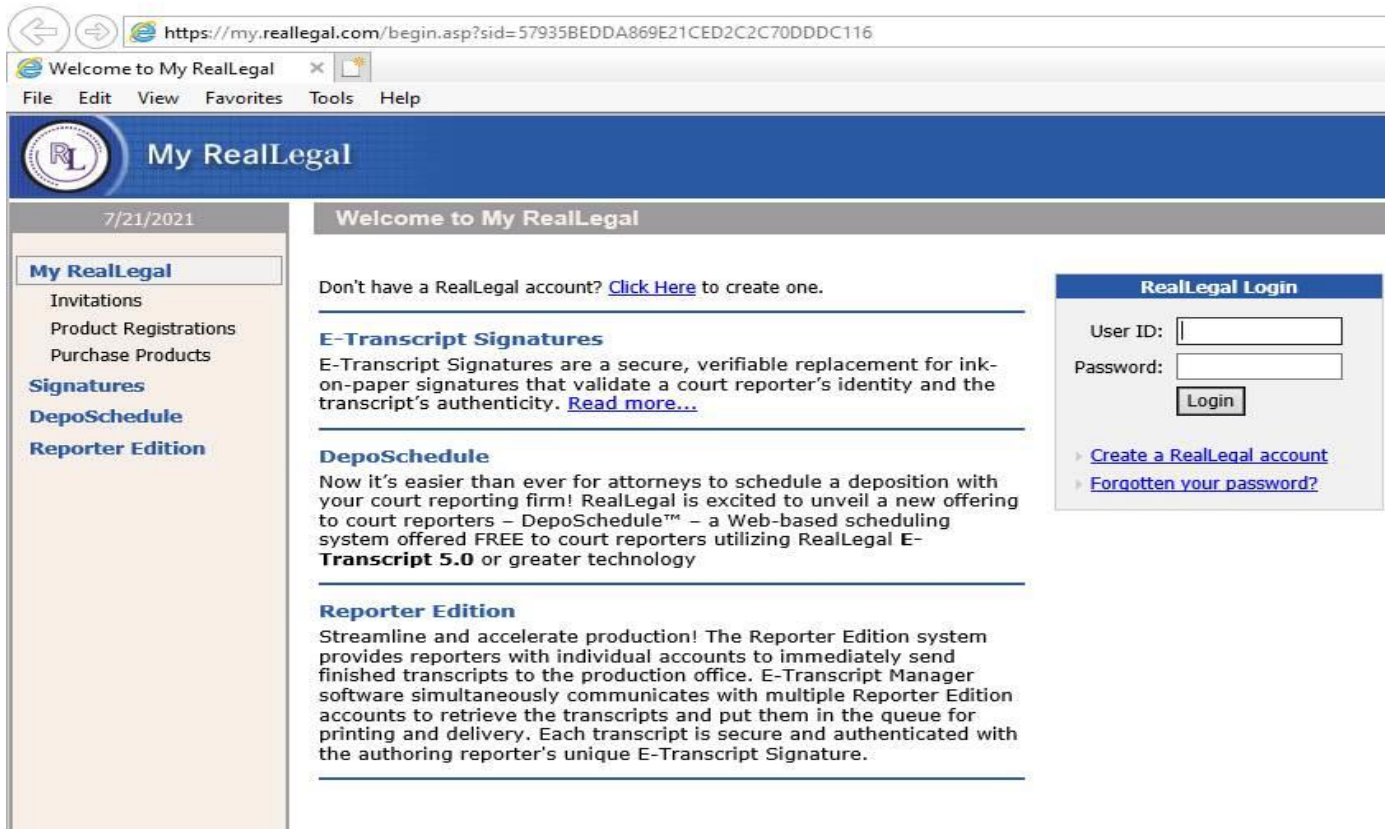 https://my.reallegal.com/begin.asp?sid=57935BEDDA869E21CED2C2C70DDDC116
Welcome to My RealLegal
File Edit View Favorites Tools Help
RL My RealLegal
7/21/2021
Welcome to My RealLegal
My RealLegal
Invitations
Product Registrations
Purchase Products
Signatures
DepoSchedule
Reporter Edition
Don't have a RealLegal account? Click Here to create one.
E-Transcript Signatures
E-Transcript Signatures are a secure, verifiable replacement for ink-
on-paper signatures that validate a court reporter's identity and the
transcript's authenticity. Read more...
DepoSchedule
Now it's easier than ever for attorneys to schedule a deposition with
your court reporting firm! RealLegal is excited to unveil a new offering
to court reporters – DepoSchedule™ – a Web-based scheduling
system offered FREE to court reporters utilizing RealLegal E-
Transcript 5.0 or greater technology
Reporter Edition
Streamline and accelerate production! The Reporter Edition system
provides reporters with individual accounts to immediately send
finished transcripts to the production office. E-Transcript Manager
software simultaneously communicates with multiple Reporter Edition
accounts to retrieve the transcripts and put them in the queue for
printing and delivery. Each transcript is secure and authenticated with
the authoring reporter's unique E-Transcript Signature.
RealLegal Login
User ID:
Password:
Login
Create a RealLegal account
Forgotten your password?